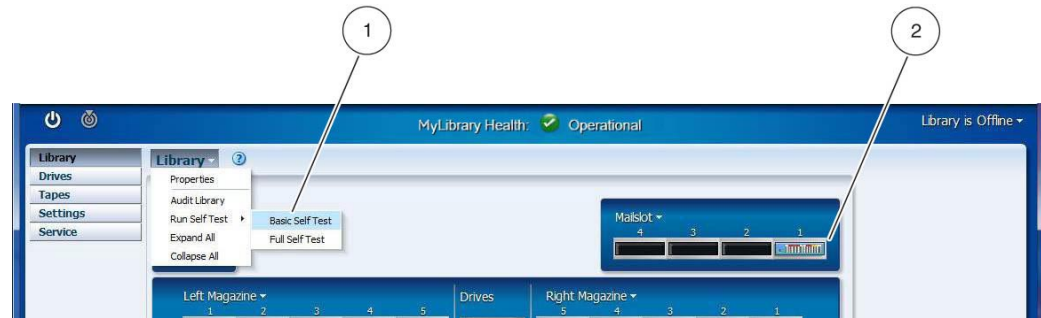 1
2
MyLibrary Health: Operational
Library is Offline
Library
Drives
Tapes
Settings
Service
Library
?
Properties
Audit Library
Run Self Test
Expand All
Collapse All
Basic Self Test
Full Self Test
Mailslot
4 3 2 1
Left Magazine
1 2 3 4 5
Drives
Right Magazine
5 4 3 2 1